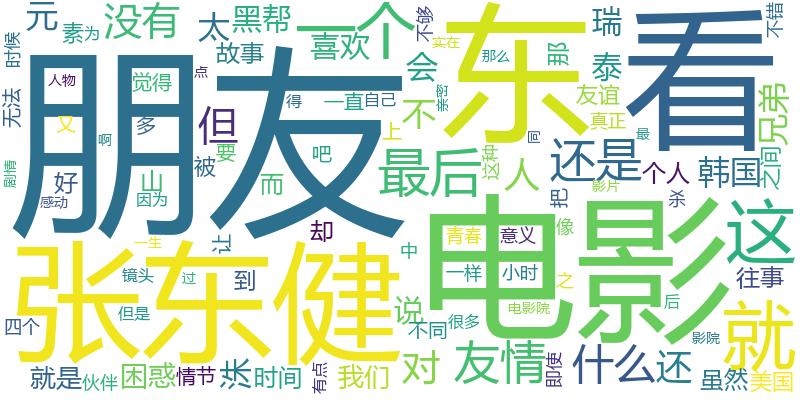 元
没有
太
黑帮
一个
不够
东
看
瑞
不错
素
为
故事
喜欢
实在
那么
那
时候
会
泰
朋友
人物
觉得
点
得
一直
自己
亲密
友谊
兄弟
无法
又
多
但
不
上
这种
真正
啊
吧
同
最
剧情
好
山
被
要
而
最后
人
还是
个人
韩国
之间
感动
因为
把
影片
杀
却
青春
意义
像
这
一生
让
中
电影
张东健
一样
小时
之
镜头
过
到
往事
四个
但是
说
不同
很多
电影院
后
就
影院
就是
伙伴
困惑
情节
张
时间
有点
我们
对
友情
即使
什么
还
虽然
美国